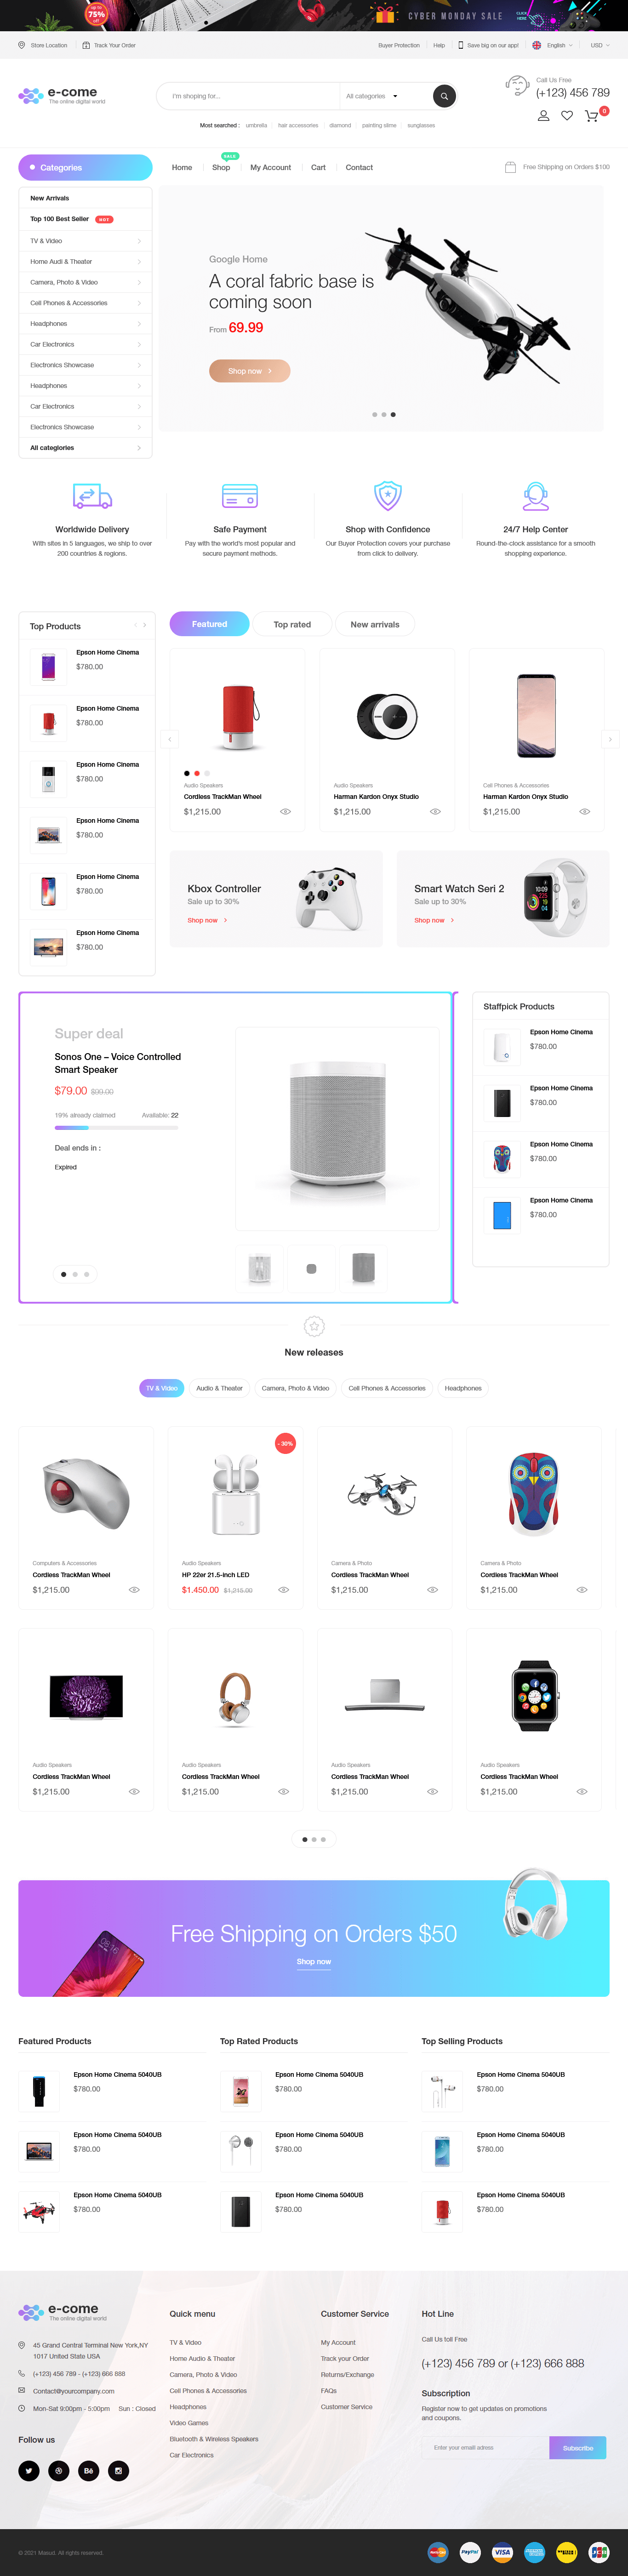 up to
75%
CYBER MONDAY SALE
CLICK
HERE
Store Location
Track Your Order
Buyer Protection
Help
Save big on our app!
English
USD
e-come
The online digital world
I'm shoping for...
All categories
Most searched :
umbrella
hair accessories
diamond
painting slime
sunglasses
Call Us Free
(+123) 456 789
0
Categories
Home
SALE
Shop
My Account
Cart
Contact
Free Shipping on Orders $100
New Arrivals
Top 100 Best Seller HOT
TV & Video
Home Audi & Theater
Camera, Photo & Video
Cell Phones & Accessories
Headphones
Car Electronics
Electronics Showcase
Headphones
Car Electronics
Electronics Showcase
All categlories
Google Home
A coral fabric base is
coming soon
From 69.99
Shop now
Worldwide Delivery
With sites in 5 languages, we ship to over
200 countries & regions.
Safe Payment
Pay with the world's most popular and
secure payment methods.
Shop with Confidence
Our Buyer Protection covers your purchase
from click to delivery.
24/7 Help Center
Round-the-clock assistance for a smooth
shopping experience.
Top Products
Epson Home Cinema
$780.00
Epson Home Cinema
$780.00
Epson Home Cinema
$780.00
Epson Home Cinema
$780.00
Epson Home Cinema
$780.00
Epson Home Cinema
$780.00
Featured
Top rated
New arrivals
Audio Speakers
Cordless TrackMan Wheel
$1,215.00
Audio Speakers
Harman Kardon Onyx Studio
$1,215.00
Cell Phones & Accessories
Harman Kardon Onyx Studio
$1,215.00
Kbox Controller
Sale up to 30%
Shop now
Smart Watch Seri 2
Sale up to 30%
Shop now
10:09
Super deal
Sonos One – Voice Controlled
Smart Speaker
$79.00 $99.00
19% already claimed
Available: 22
Deal ends in :
Expired
Staffpick Products
Epson Home Cinema
$780.00
Epson Home Cinema
$780.00
Epson Home Cinema
$780.00
Epson Home Cinema
$780.00
New releases
TV & Video
Audio & Theater
Camera, Photo & Video
Cell Phones & Accessories
Headphones
Computers & Accessories
Cordless TrackMan Wheel
$1,215.00
- 30%
Audio Speakers
HP 22er 21.5-inch LED
$1.450.00 $1,215.00
Camera & Photo
Cordless TrackMan Wheel
$1,215.00
Camera & Photo
Cordless TrackMan Wheel
$1,215.00
Audio Speakers
Cordless TrackMan Wheel
$1,215.00
Audio Speakers
Cordless TrackMan Wheel
$1,215.00
Audio Speakers
Cordless TrackMan Wheel
$1,215.00
Audio Speakers
Cordless TrackMan Wheel
$1,215.00
Free Shipping on Orders $50
Shop now
08:16
Featured Products
Epson Home Cinema 5040UB
$780.00
Epson Home Cinema 5040UB
$780.00
Epson Home Cinema 5040UB
$780.00
Top Rated Products
Epson Home Cinema 5040UB
$780.00
Epson Home Cinema 5040UB
$780.00
Epson Home Cinema 5040UB
$780.00
Top Selling Products
Epson Home Cinema 5040UB
$780.00
Epson Home Cinema 5040UB
$780.00
Epson Home Cinema 5040UB
$780.00
e-come
The online digital world
45 Grand Central Terminal New York,NY
1017 United State USA
(+123) 456 789 - (+123) 666 888
Contact@yourcompany.com
Mon-Sat 9:00pm - 5:00pm Sun : Closed
Follow us
Bē
Quick menu
TV & Video
Home Audio & Theater
Camera, Photo & Video
Cell Phones & Accessories
Headphones
Video Games
Bluetooth & Wireless Speakers
Car Electronics
Customer Service
My Account
Track your Order
Returns/Exchange
FAQs
Customer Service
Hot Line
Call Us toll Free
(+123) 456 789 or (+123) 666 888
Subscription
Register now to get updates on pronotions
and coupons.
Enter your emaill adress
Subscribe
© 2021 Masud. All rights reserved.
PayPal
VISA
JCB